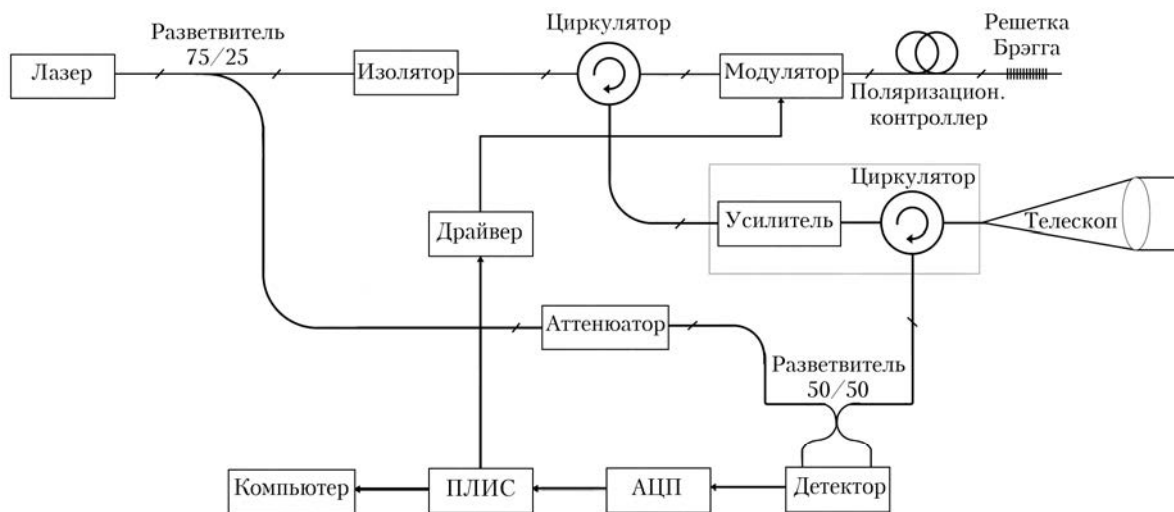 Разветвитель
75/25
Циркулятор
Решетка
Брэгга
Лазер
Изолятор
Модулятор
Поляризацион.
контроллер
Циркулятор
Драйвер
Усилитель
Телескоп
Аттенюатор
Разветвитель
50/50
Компьютер
ПЛИС
АЦП
Детектор